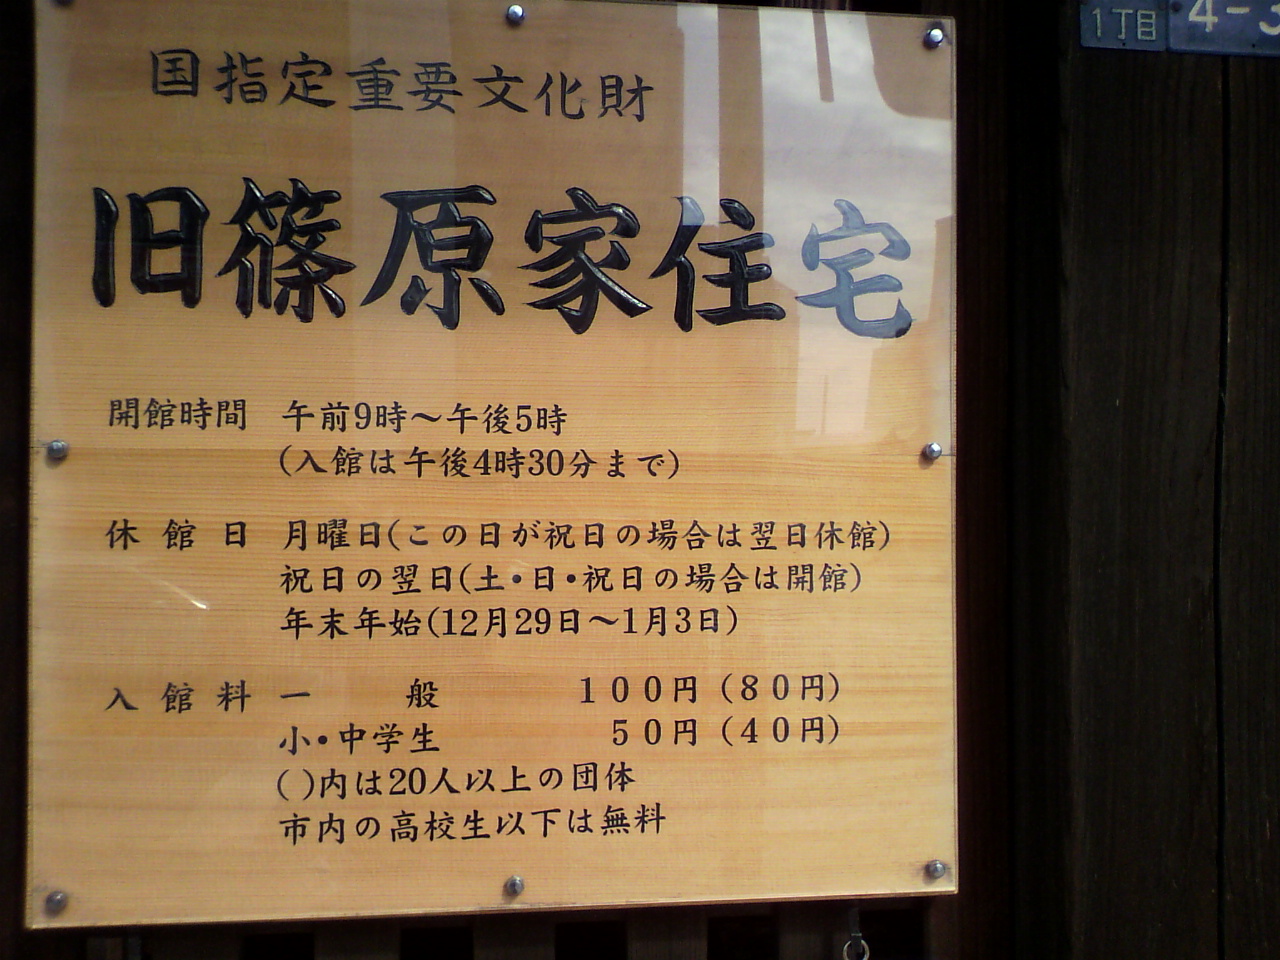 国指定重要文化財
旧篠原家住宅
開館時間 午前9時～午後5時
(入館は午後4時30分まで)
休館日 月曜日(この日が祝日の場合は翌日休館)
祝日の翌日(土・日・祝日の場合は開館)
年末年始(12月29日～1月3日)
入館料 一般 100円(80円)
小・中学生 50円(40円)
( )内は20人以上の団体
市内の高校生以下は無料
1丁目
4-3